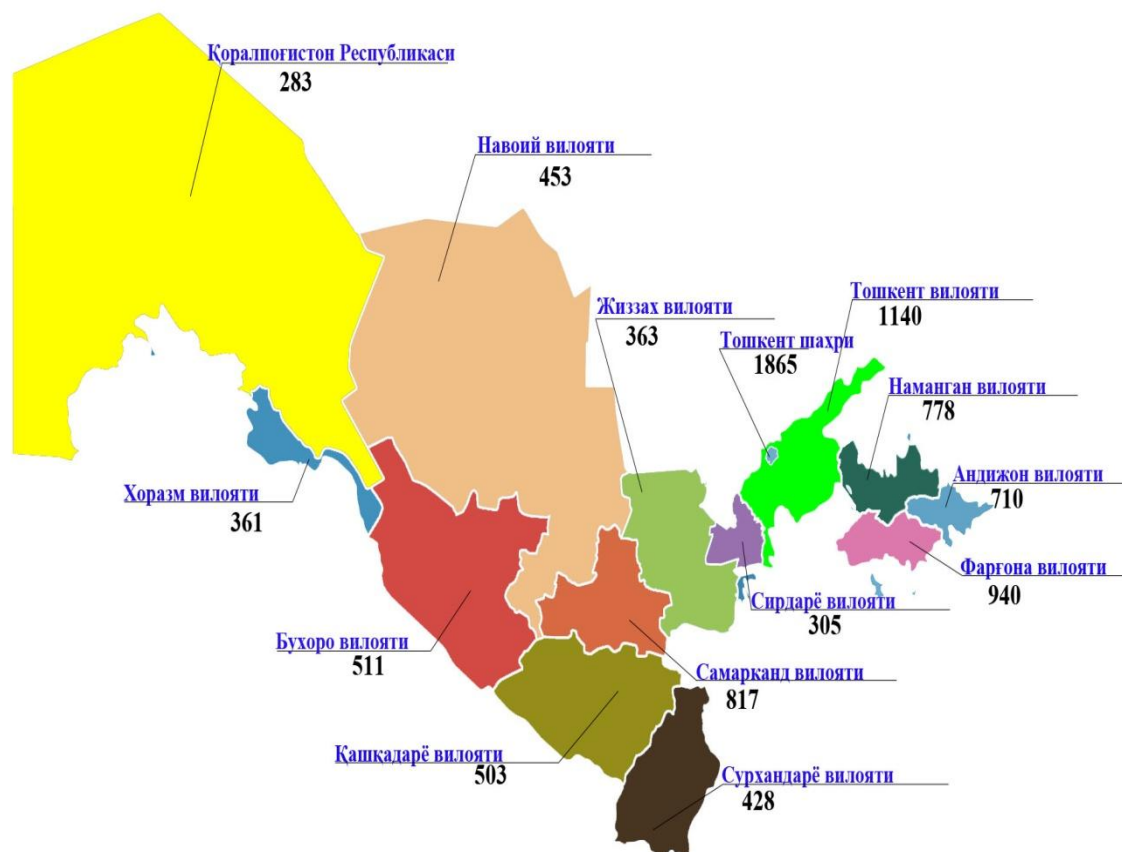 Қоралпоғистон Республикаси
283
Навоий вилояти
453
Тошкент вилояти
1140
Жиззах вилояти
363
Тошкент шахри
1865
Наманган вилояти
778
Андижон вилояти
710
Хоразм вилояти
361
Фарғона вилояти
940
Сирдарё вилояти
305
Бухоро вилояти
511
Самарканд вилояти
817
Қашқадарё вилояти
503
Сурхандарё вилояти
428